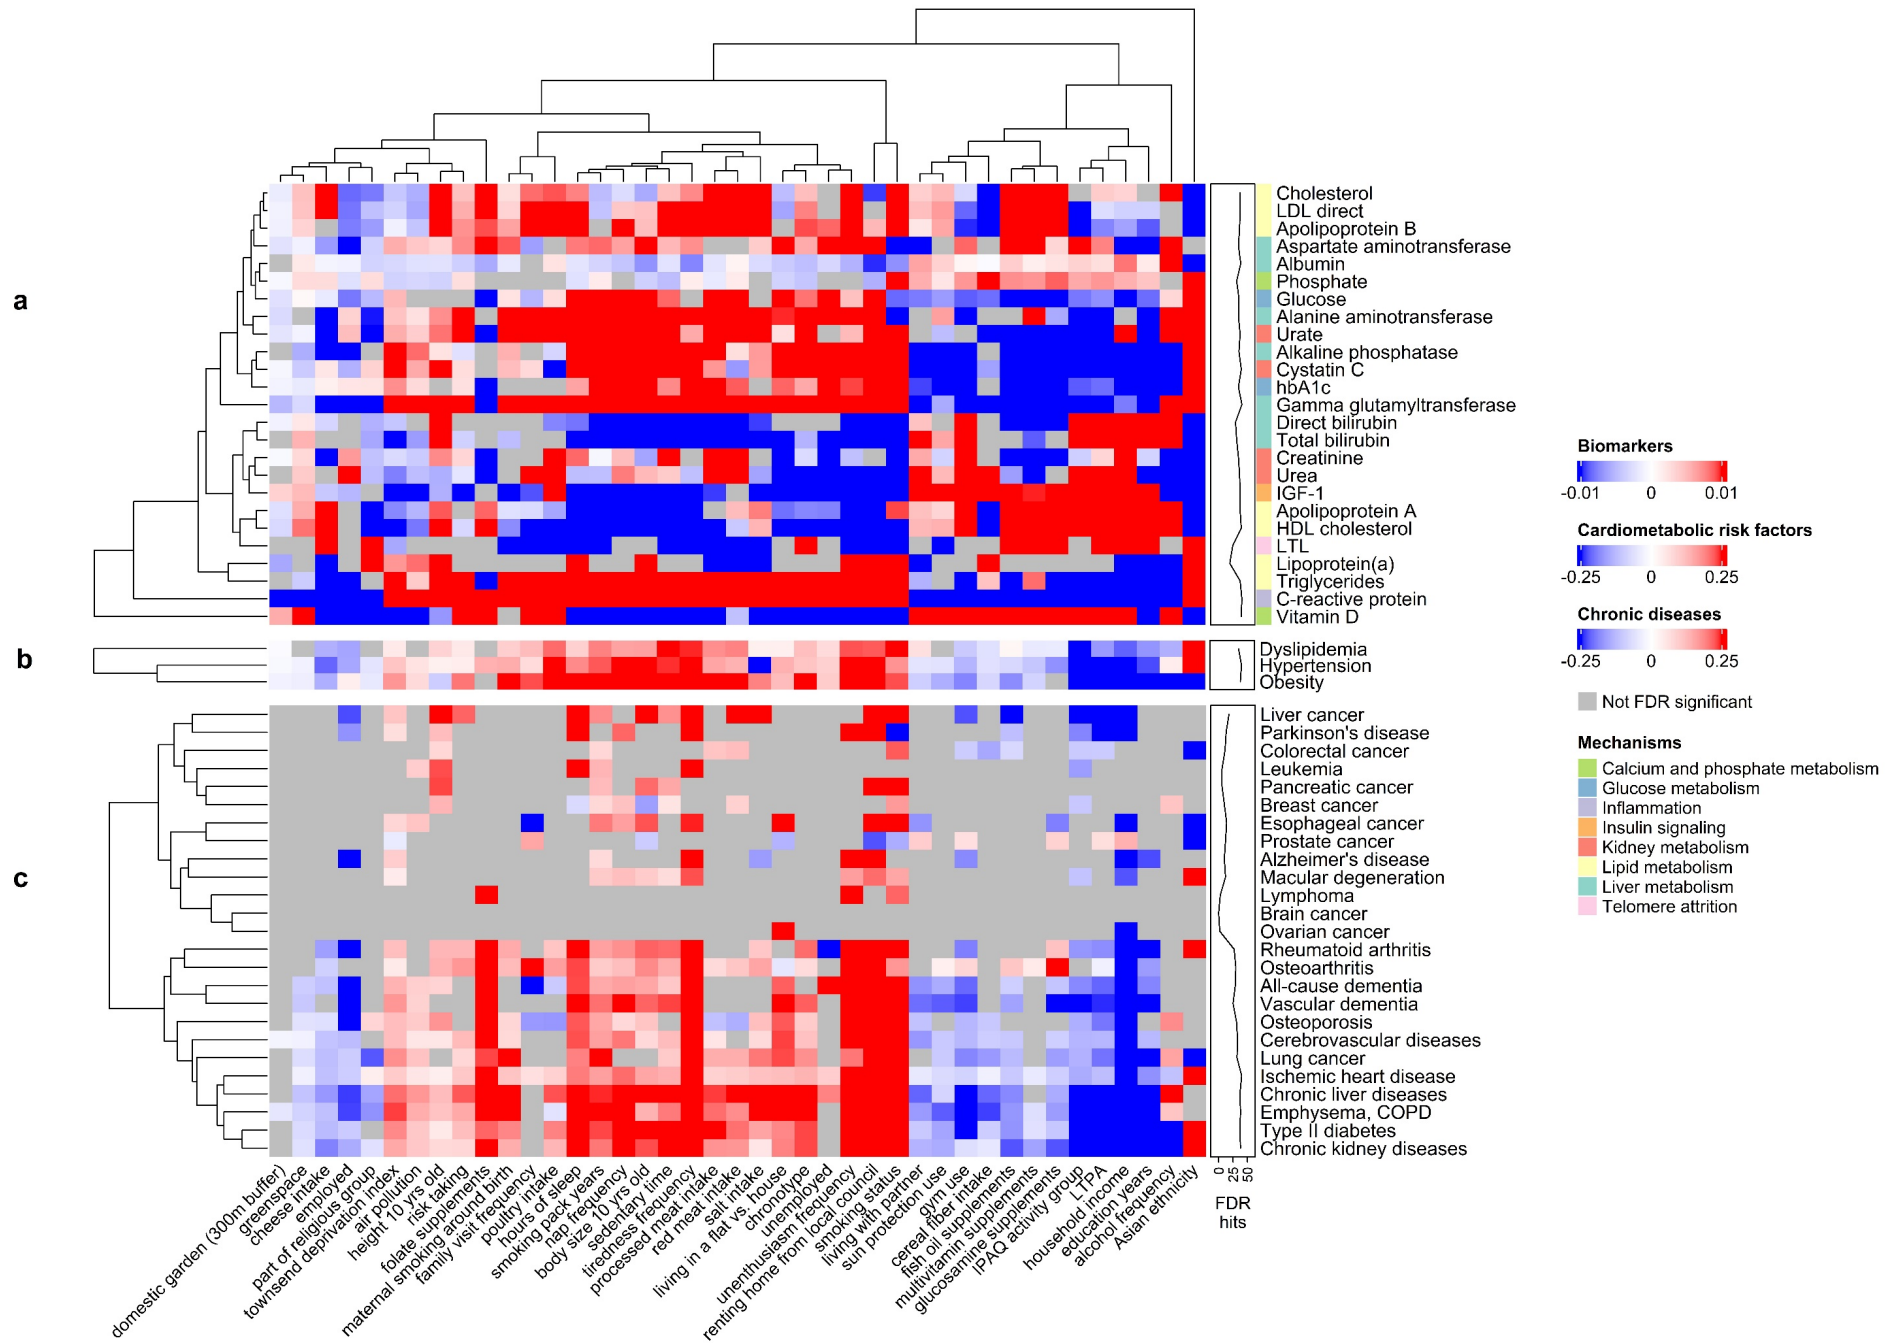 a
Cholesterol
LDL direct
Apolipoprotein B
Aspartate aminotransferase
Albumin
Phosphate
Glucose
Alanine aminotransferase
Urate
Alkaline phosphatase
Cystatin C
hbA1c
Gamma glutamyltransferase
Direct bilirubin
Total bilirubin
Creatinine
Urea
IGF-1
Apolipoprotein A
HDL cholesterol
LTL
Lipoprotein(a)
Triglycerides
C-reactive protein
Vitamin D
b
Dyslipidemia
Hypertension
Obesity
c
Liver cancer
Parkinson's disease
Colorectal cancer
Leukemia
Pancreatic cancer
Breast cancer
Esophageal cancer
Prostate cancer
Alzheimer's disease
Macular degeneration
Lymphoma
Brain cancer
Ovarian cancer
Rheumatoid arthritis
Osteoarthritis
All-cause dementia
Vascular dementia
Osteoporosis
Cerebrovascular diseases
Lung cancer
Ischemic heart disease
Chronic liver diseases
Emphysema, COPD
Type II diabetes
Chronic kidney diseases
domestic garden (300m buffer)
greenspace
cheese intake
employed
part of religious group
townsend deprivation index
air pollution
height 10 yrs old
risk taking
folate supplements
maternal smoking around birth
family visit frequency
poultry intake
hours of sleep
smoking pack years
nap frequency
body size 10 yrs old
sedentary time
tiredness frequency
processed meat intake
red meat intake
salt intake
living in a flat vs. house
chronotype
unemployed
unenthusiasm frequency
renting home from local council
smoking status
living with partner
sun protection use
gym use
cereal fiber intake
fish oil supplements
multivitamin supplements
glucosamine supplements
IPAQ activity group
LTPA
household income
education years
alcohol frequency
Asian ethnicity
0
25
50
FDR
hits
Biomarkers
-0.01 0 0.01
Cardiometabolic risk factors
-0.25 0 0.25
Chronic diseases
-0.25 0 0.25
Not FDR significant
Mechanisms
Calcium and phosphate metabolism
Glucose metabolism
Inflammation
Insulin signaling
Kidney metabolism
Lipid metabolism
Liver metabolism
Telomere attrition